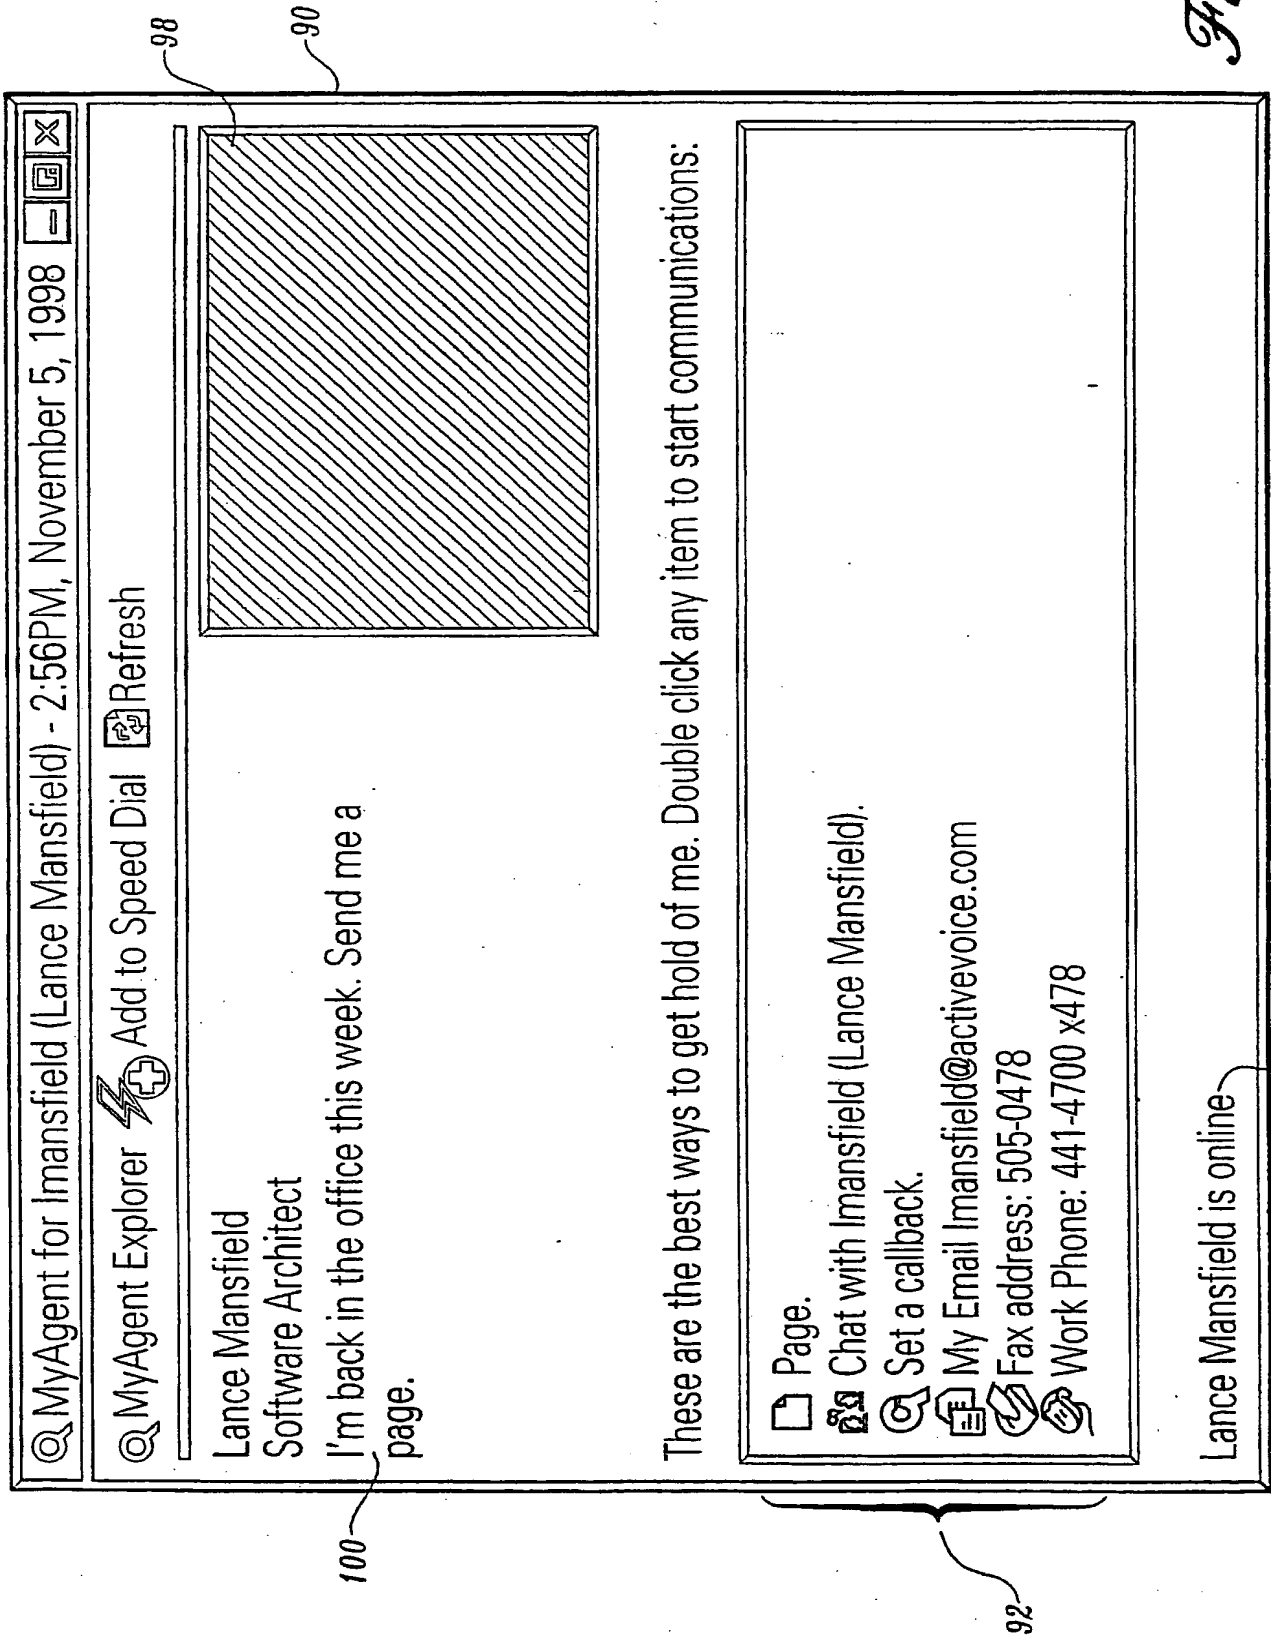 MyAgent for lmansfield (Lance Mansfield) - 2:56PM, November 5, 1998
MyAgent Explorer Add to Speed Dial Refresh
98
90
Lance Mansfield
Software Architect
I'm back in the office this week. Send me a
page.
100
These are the best ways to get hold of me. Double click any item to start communications:
Page.
Chat with lmansfield (Lance Mansfield).
Set a callback.
My Email lmansfield@activevoice.com
Fax address: 505-0478
Work Phone: 441-4700 x478
92
Lance Mansfield is online